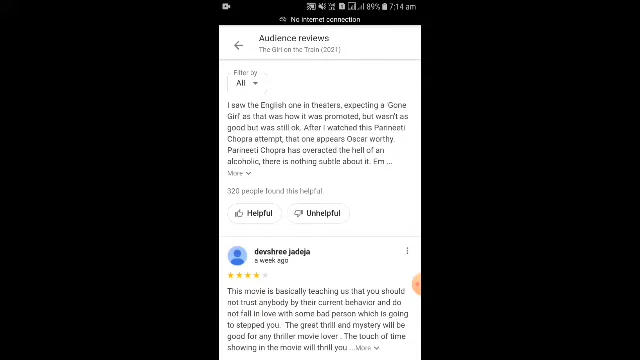 89% 7:14 am
No internet connection
Audience reviews
The Girl on the Train (2021)
Filter by
All
I saw the English one in theaters, expecting a 'Gone
Girl' as that was how it was promoted, but wasn't as
good but was still ok. After I watched this Parineeti
Chopra attempt, that one appears Oscar worthy.
Parineeti Chopra has overacted the hell of an
alcoholic, there is nothing subtle about it. Em ...
More
320 people found this helpful
Helpful Unhelpful
devshree jadeja
a week ago
This movie is basically teaching us that you should
not trust anybody by their current behavior and do
not fall in love with some bad person which is going
to stepped you. The great thrill and mystery will be
good for any thriller movie lover . The touch of time
showing in the movie will thrill you ... More